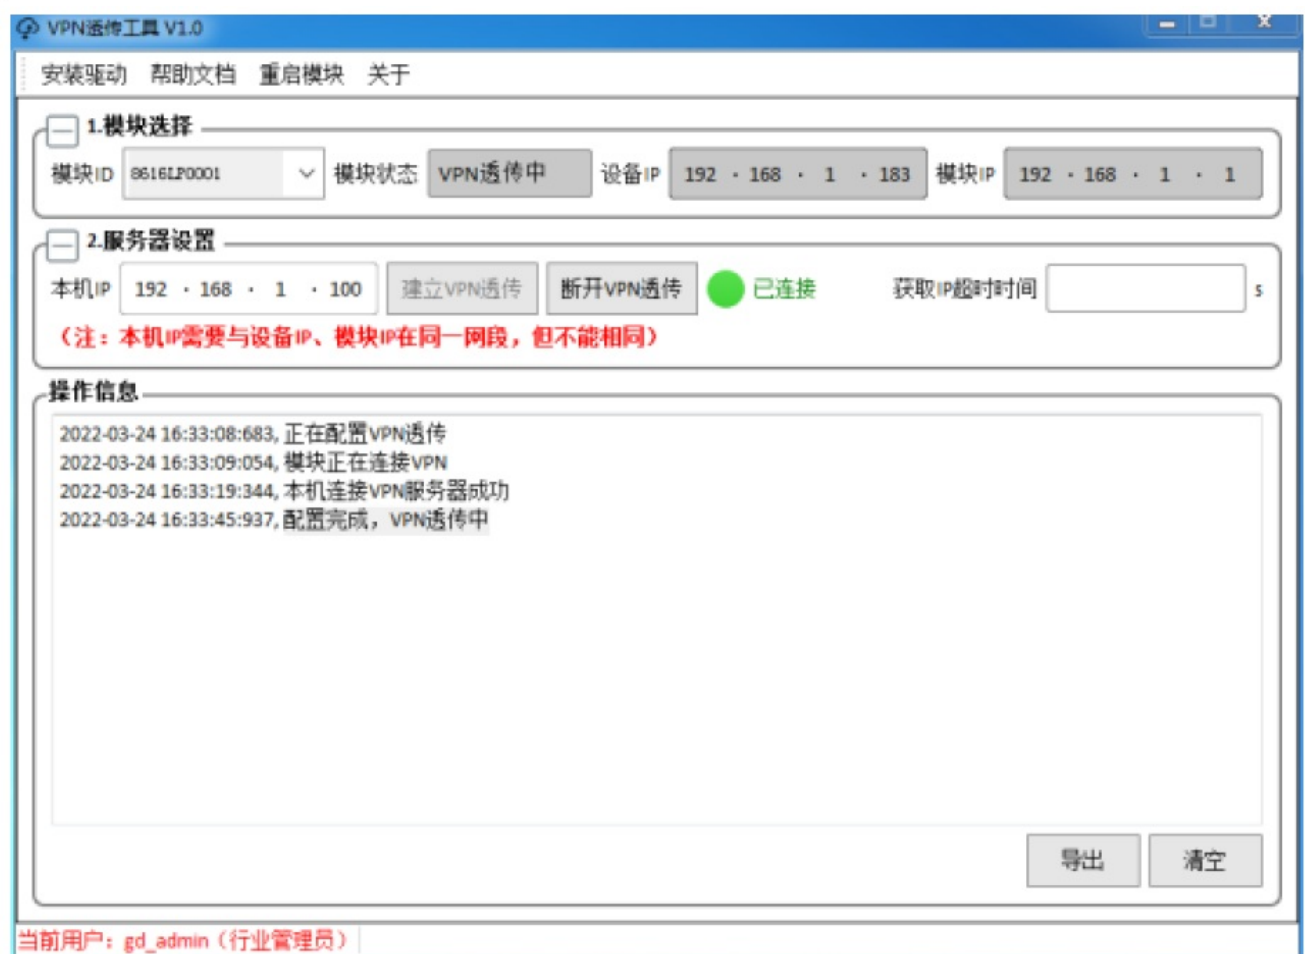 VPN透传工具 V1.0
安装驱动 帮助文档 重启模块 关于
1.模块选择
模块ID 8616LP0001 模块状态 VPN透传中 设备IP 192 . 168 . 1 . 183 模块IP 192 . 168 . 1 . 1
2.服务器设置
本机IP 192 . 168 . 1 . 100 建立VPN透传 断开VPN透传 已连接 获取IP超时时间 s
（注：本机IP需要与设备IP、模块IP在同一网段，但不能相同）
操作信息
2022-03-24 16:33:08:683, 正在配置VPN透传
2022-03-24 16:33:09:054, 模块正在连接VPN
2022-03-24 16:33:19:344, 本机连接VPN服务器成功
2022-03-24 16:33:45:937, 配置完成，VPN透传中
导出 清空
当前用户：gd_admin（行业管理员）